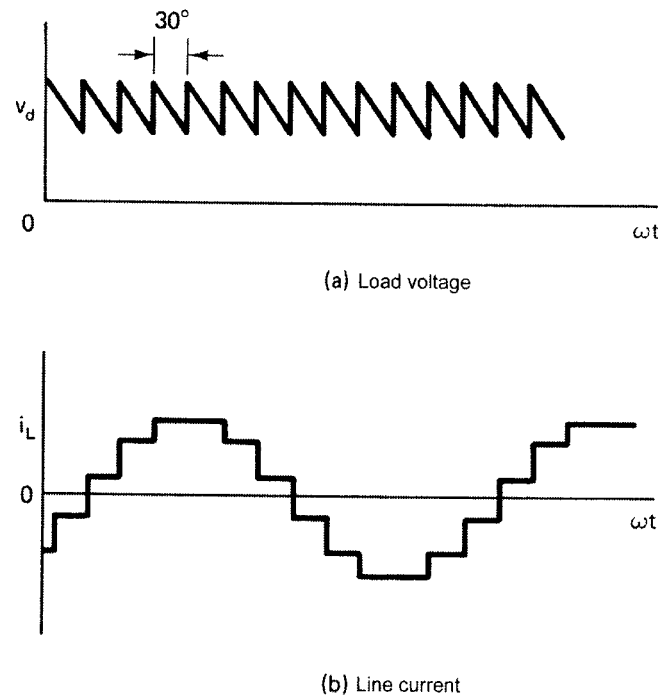 30°
v_d
0
ωt
(a) Load voltage
i_L
0
ωt
(b) Line current